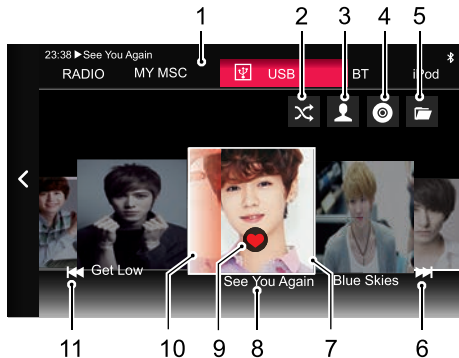 1 2 3 4 5
23:38 ▶See You Again
RADIO MY MSC USB BT iPod
Get Low See You Again Blue Skies
11 10 9 8 7 6